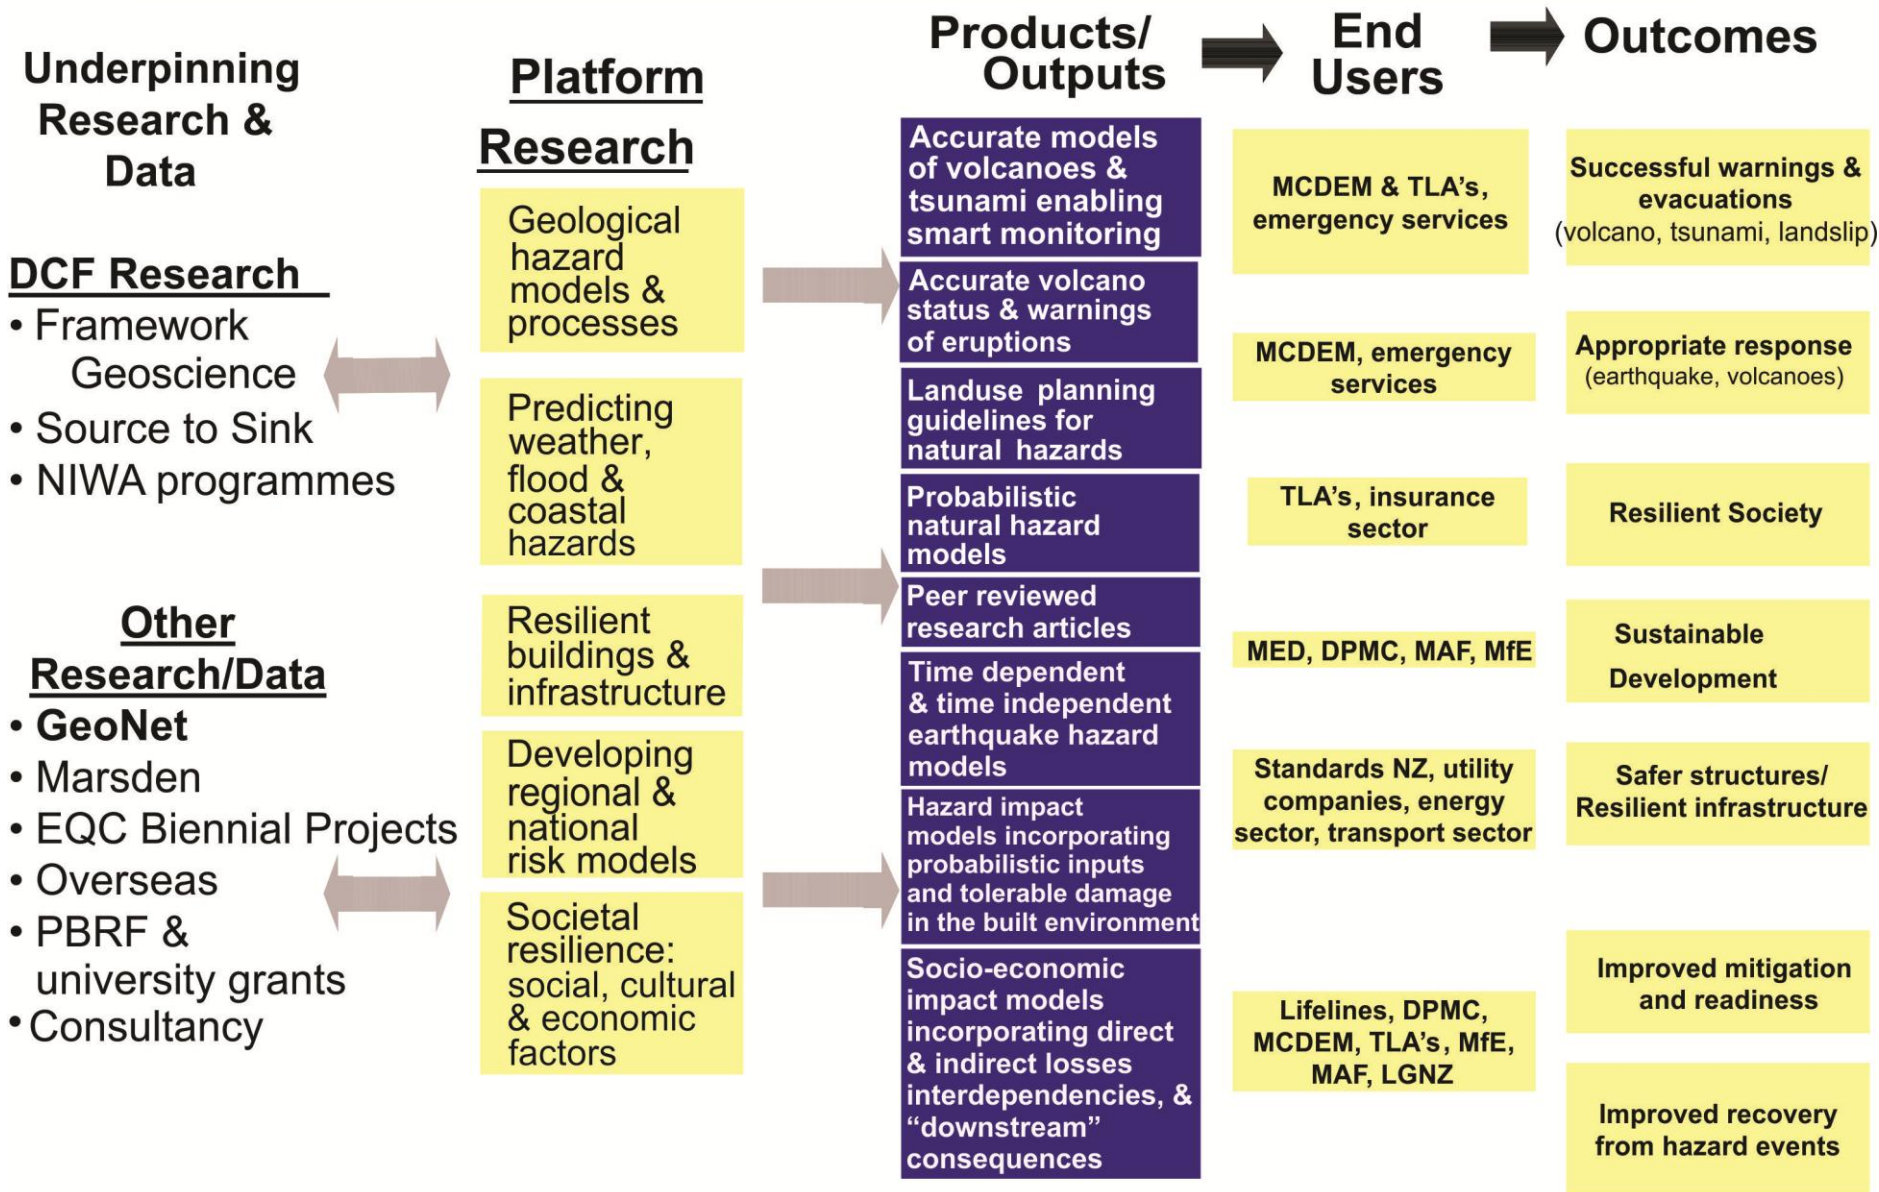 Underpinning
Research &
Data
DCF Research
• Framework
Geoscience
• Source to Sink
• NIWA programmes
Other
Research/Data
• GeoNet
• Marsden
• EQC Biennial Projects
• Overseas
• PBRF &
university grants
• Consultancy
Platform
Research
Geological
hazard
models &
processes
Predicting
weather,
flood &
coastal
hazards
Resilient
buildings &
infrastructure
Developing
regional &
national
risk models
Societal
resilience:
social, cultural
& economic
factors
Products/
Outputs
Accurate models
of volcanoes &
tsunami enabling
smart monitoring
Accurate volcano
status & warnings
of eruptions
Landuse planning
guidelines for
natural hazards
Probabilistic
natural hazard
models
Peer reviewed
research articles
Time dependent
& time independent
earthquake hazard
models
Hazard impact
models incorporating
probabilistic inputs
and tolerable damage
in the built environment
Socio-economic
impact models
incorporating direct
& indirect losses
interdependencies, &
“downstream”
consequences
End
Users
MCDEM & TLA’s,
emergency services
MCDEM, emergency
services
TLA’s, insurance
sector
MED, DPMC, MAF, MfE
Standards NZ, utility
companies, energy
sector, transport sector
Lifelines, DPMC,
MCDEM, TLA’s, MfE,
MAF, LGNZ
Outcomes
Successful warnings &
evacuations
(volcano, tsunami, landslip)
Appropriate response
(earthquake, volcanoes)
Resilient Society
Sustainable
Development
Safer structures/
Resilient infrastructure
Improved mitigation
and readiness
Improved recovery
from hazard events